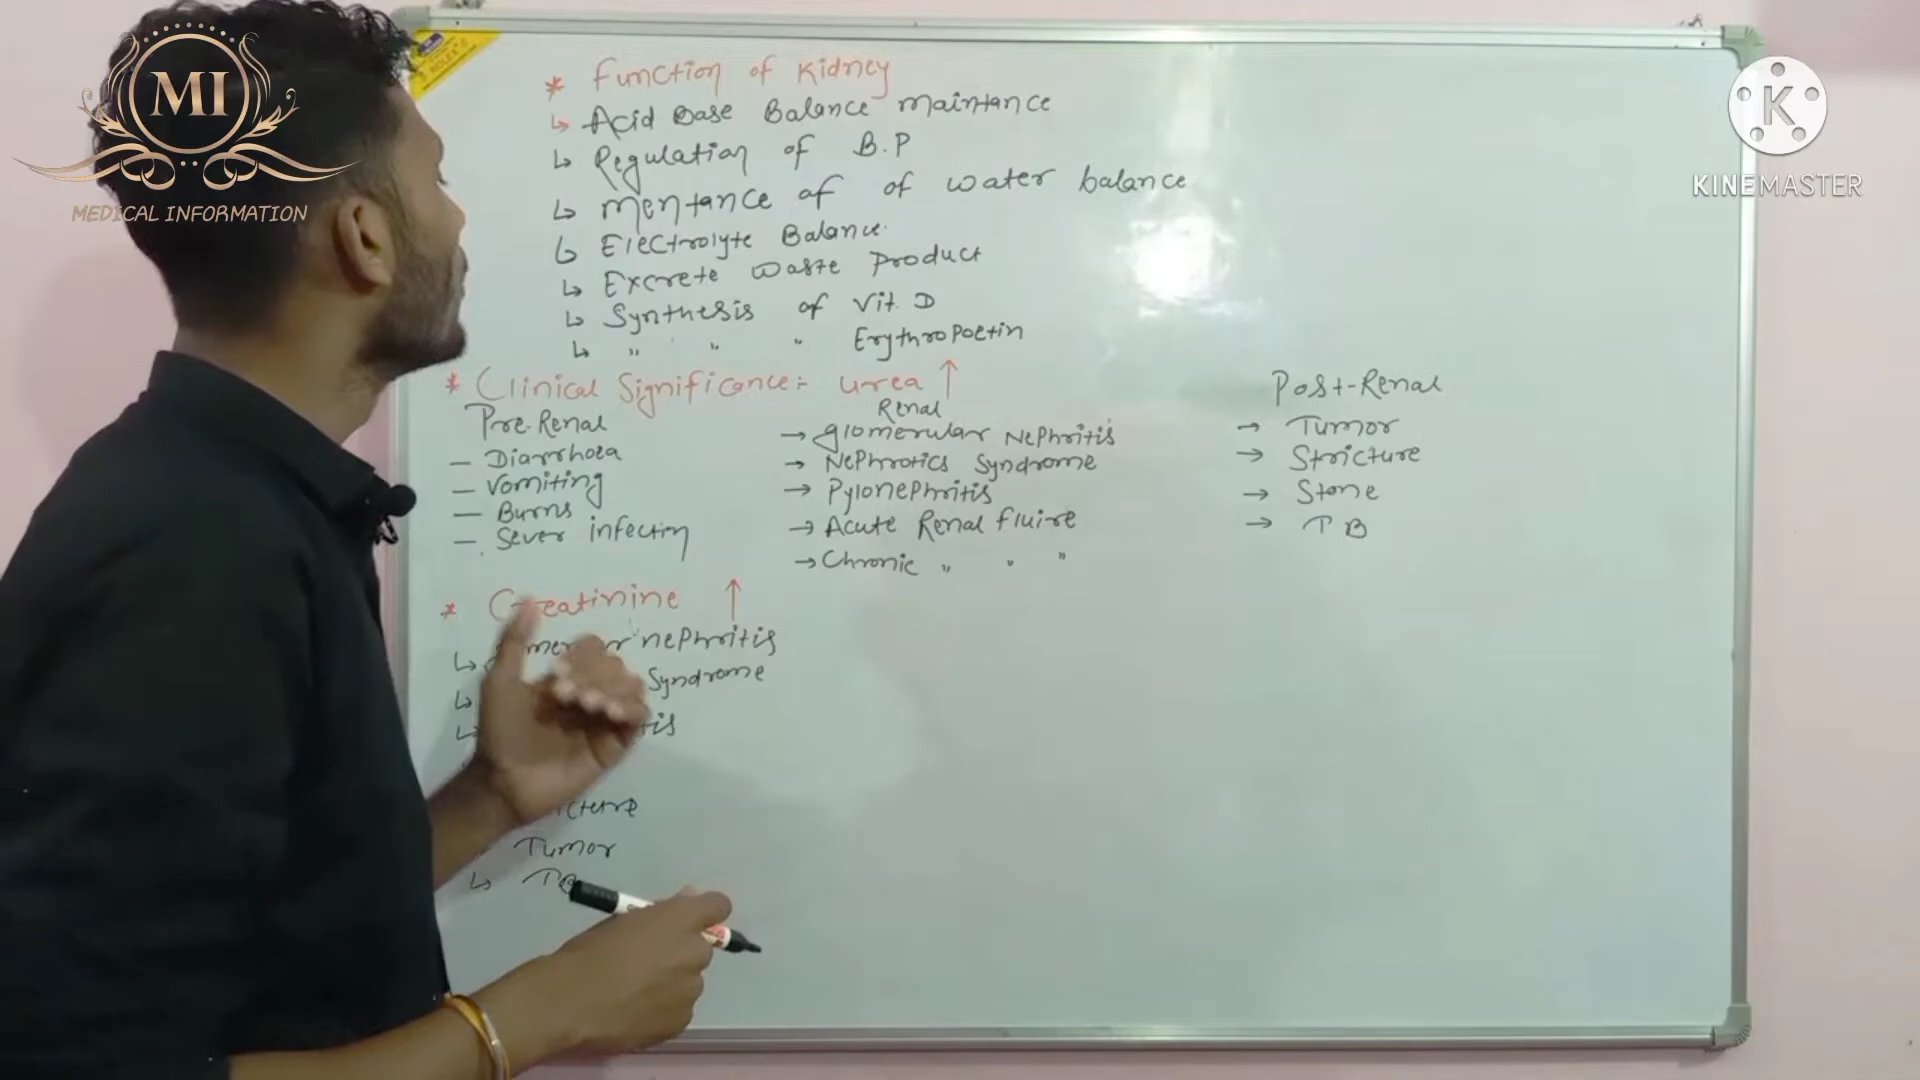 MI
MEDICAL INFORMATION
K
KINEMASTER
* Function of Kidney
↳ Acid Base Balance maintance
↳ Regulation of B.P
↳ mentance of of water balance
↳ Electrolyte Balance
↳ Excrete waste Product
↳ Synthesis of Vit. D
↳ " " " Erythropoetin
* Clinical Significance:- urea ↑
Pre-Renal
- Diarrhoea
- Vomiting
- Burns
- Sever infection
Renal
→ glomerular Nephritis
→ Nephrotics Syndrome
→ Pylonephritis
→ Acute Renal fluire
→ Chronic " " "
Post-Renal
→ Tumor
→ Stricture
→ Stone
→ TB
* Creatinine ↑
↳ nephritis
↳ Syndrome
↳
Tumor
↳ TB